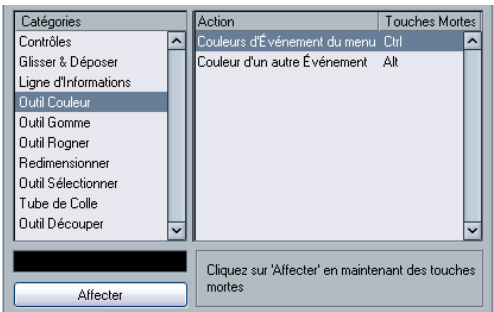 Catégories
Contrôles
Glisser & Déposer
Ligne d'Informations
Outil Couleur
Outil Gomme
Outil Rogner
Redimensionner
Outil Sélectionner
Tube de Colle
Outil Découper
Affecter
Action Touches Mortes
Couleurs d'Événement du menu Ctrl
Couleur d'un autre Événement Alt
Cliquez sur 'Affecter' en maintenant des touches
mortes